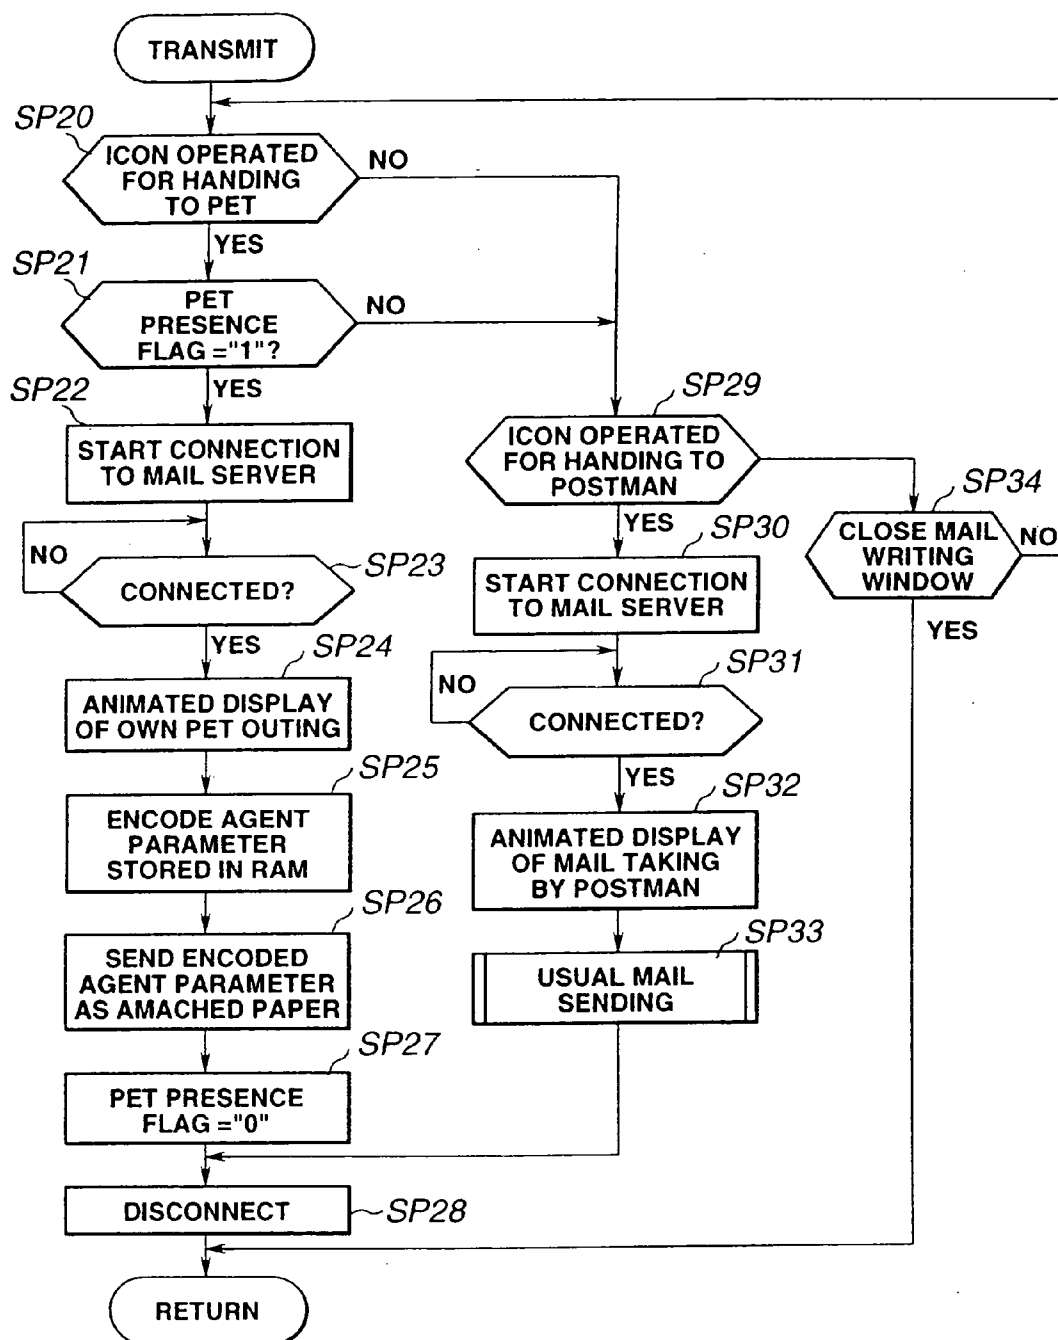 TRANSMIT
SP20
ICON OPERATED
FOR HANDING
TO PET
NO
YES
SP21
PET
PRESENCE
FLAG ="1"?
NO
YES
SP22
START CONNECTION
TO MAIL SERVER
NO
CONNECTED?
SP23
YES
SP24
ANIMATED DISPLAY
OF OWN PET OUTING
SP25
ENCODE AGENT
PARAMETER
STORED IN RAM
SP26
SEND ENCODED
AGENT PARAMETER
AS AMACHED PAPER
SP27
PET PRESENCE
FLAG ="0"
DISCONNECT
SP28
RETURN
SP29
ICON OPERATED
FOR HANDING TO
POSTMAN
YES
SP30
START CONNECTION
TO MAIL SERVER
SP31
NO
CONNECTED?
YES
SP32
ANIMATED DISPLAY
OF MAIL TAKING
BY POSTMAN
SP33
USUAL MAIL
SENDING
SP34
CLOSE MAIL
WRITING
WINDOW
NO
YES